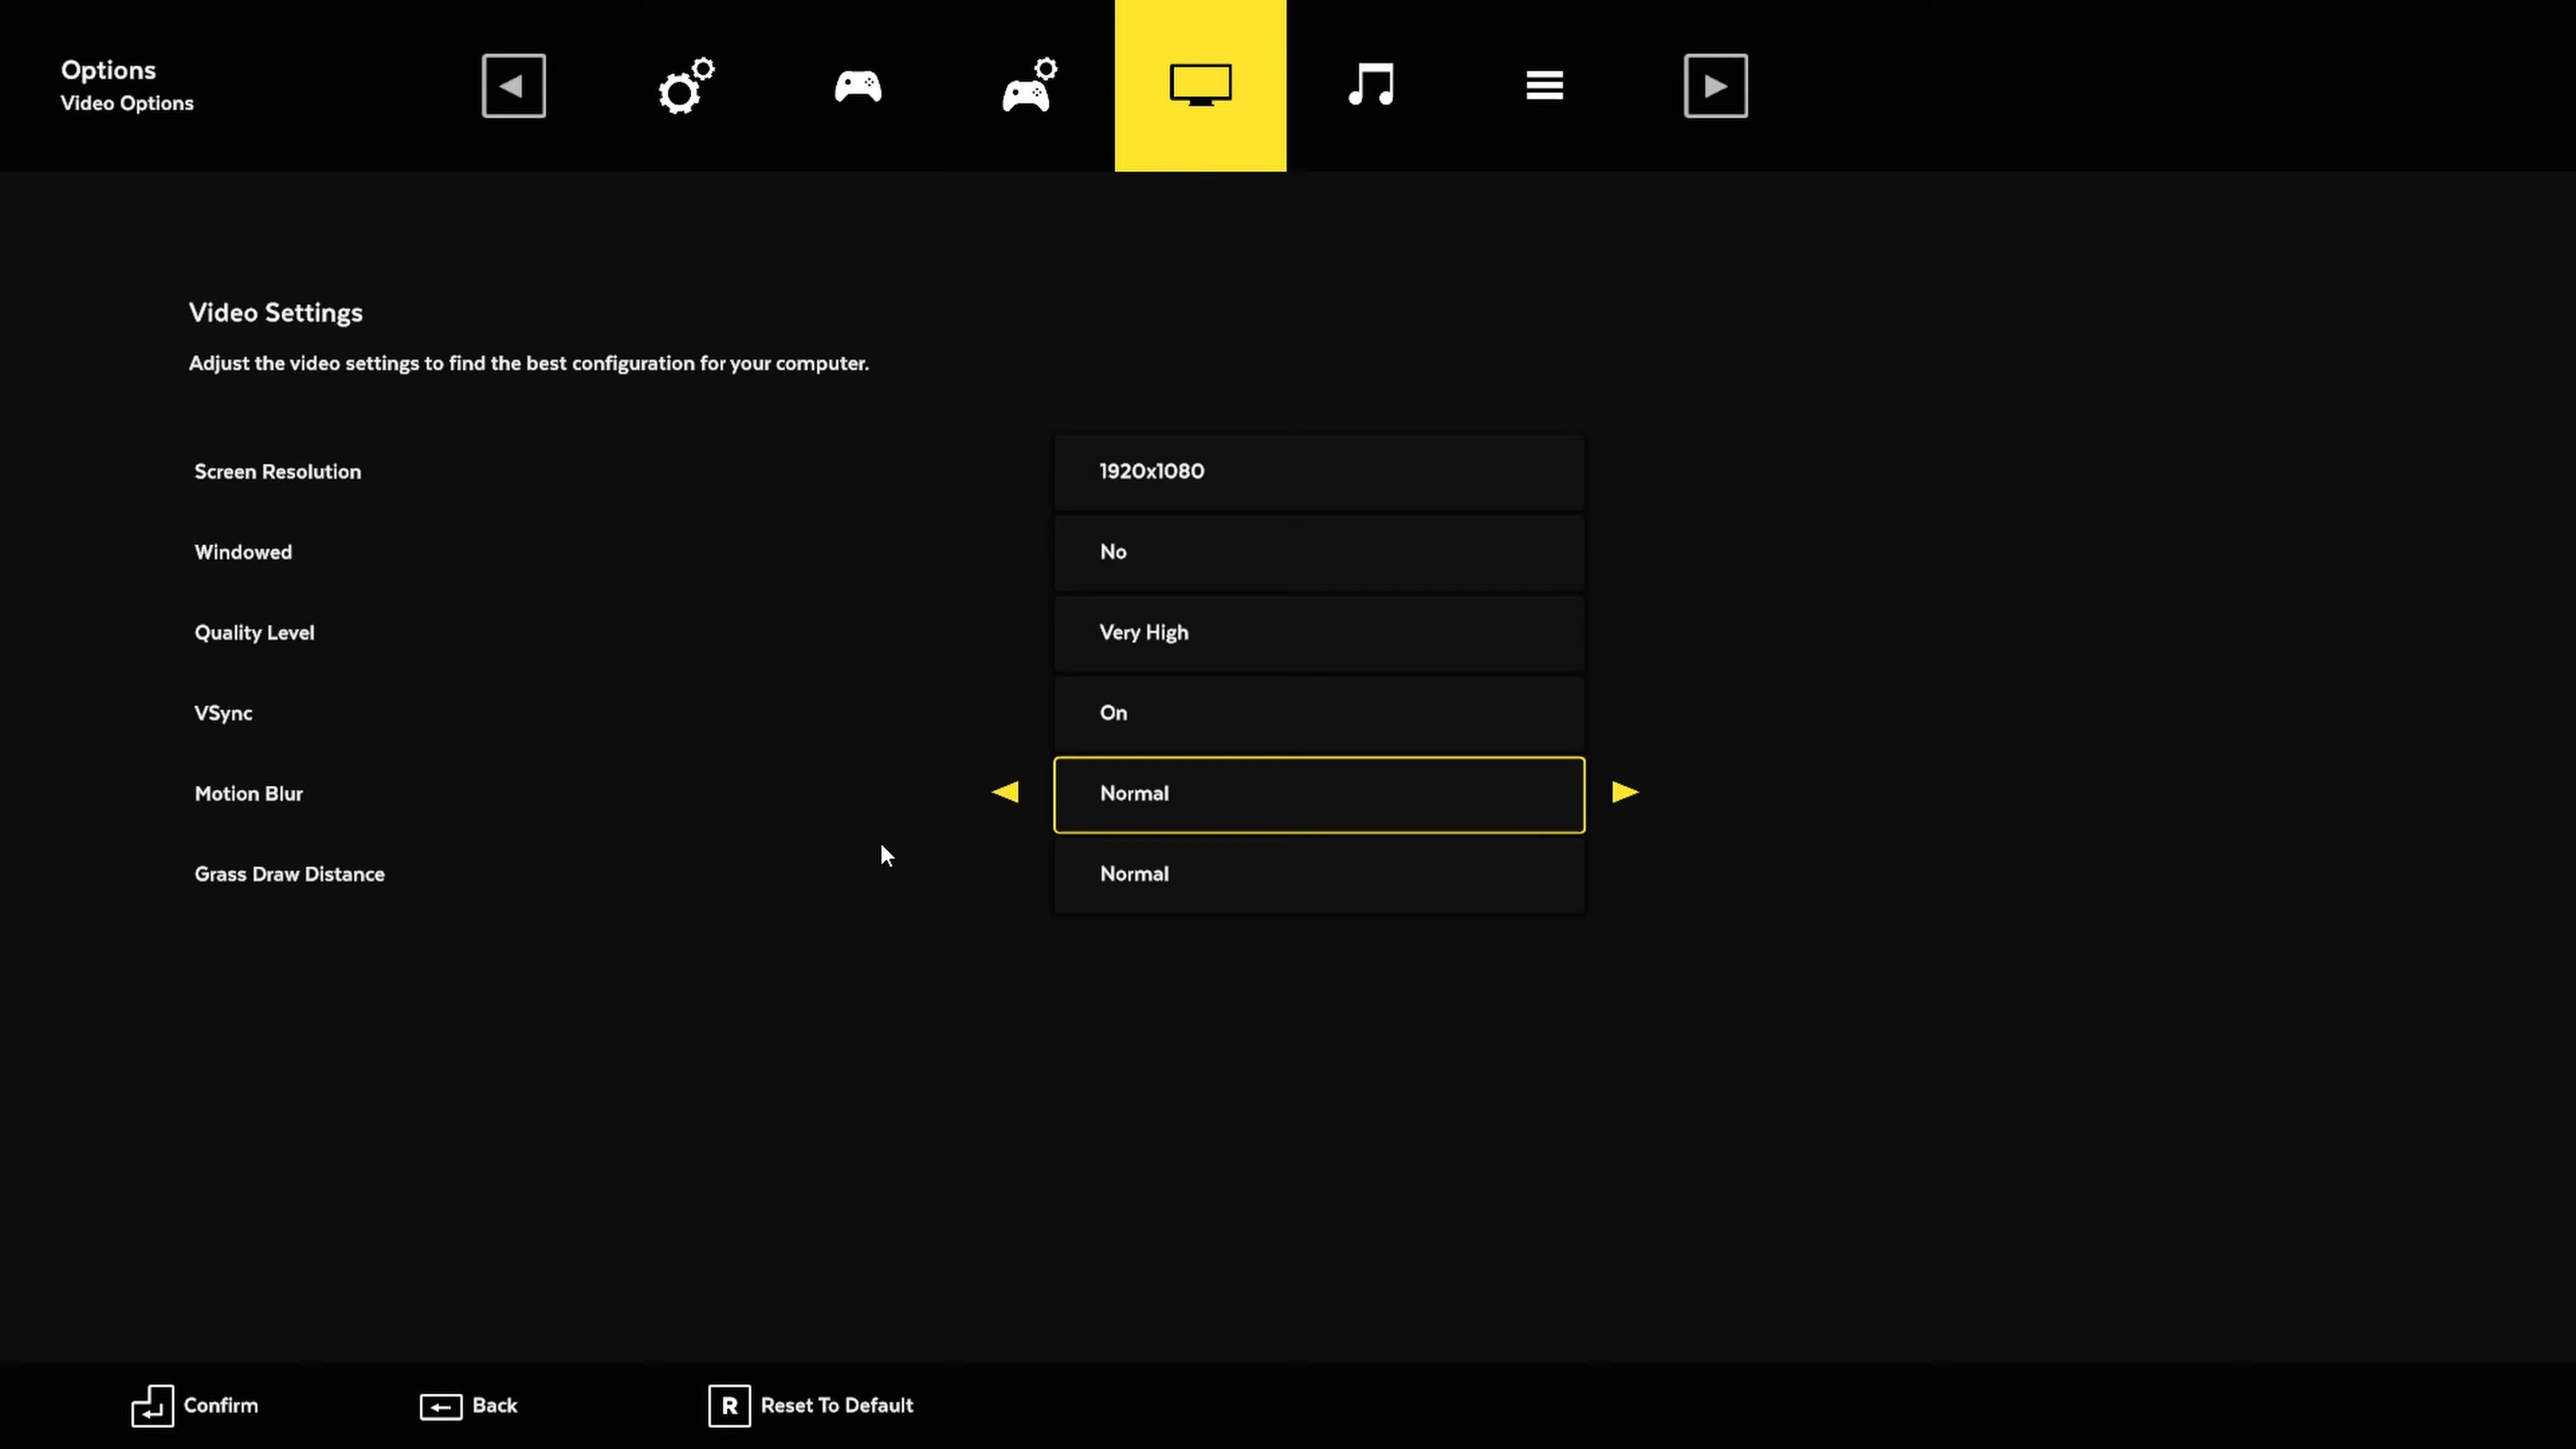 Options
Video Options
Video Settings
Adjust the video settings to find the best configuration for your computer.
Screen Resolution 1920x1080
Windowed No
Quality Level Very High
VSync On
Motion Blur Normal
Grass Draw Distance Normal
Confirm Back R Reset To Default